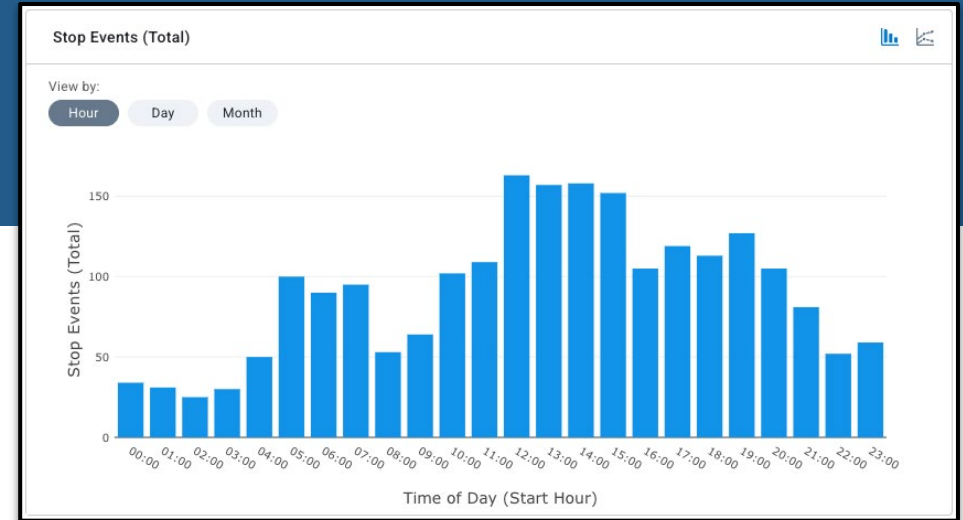 Stop Events (Total)
View by:
Hour Day Month
Stop Events (Total)
150
100
50
0
00:00 01:00 02:00 03:00 04:00 05:00 06:00 07:00 08:00 09:00 10:00 11:00 12:00 13:00 14:00 15:00 16:00 17:00 18:00 19:00 20:00 21:00 22:00 23:00
Time of Day (Start Hour)